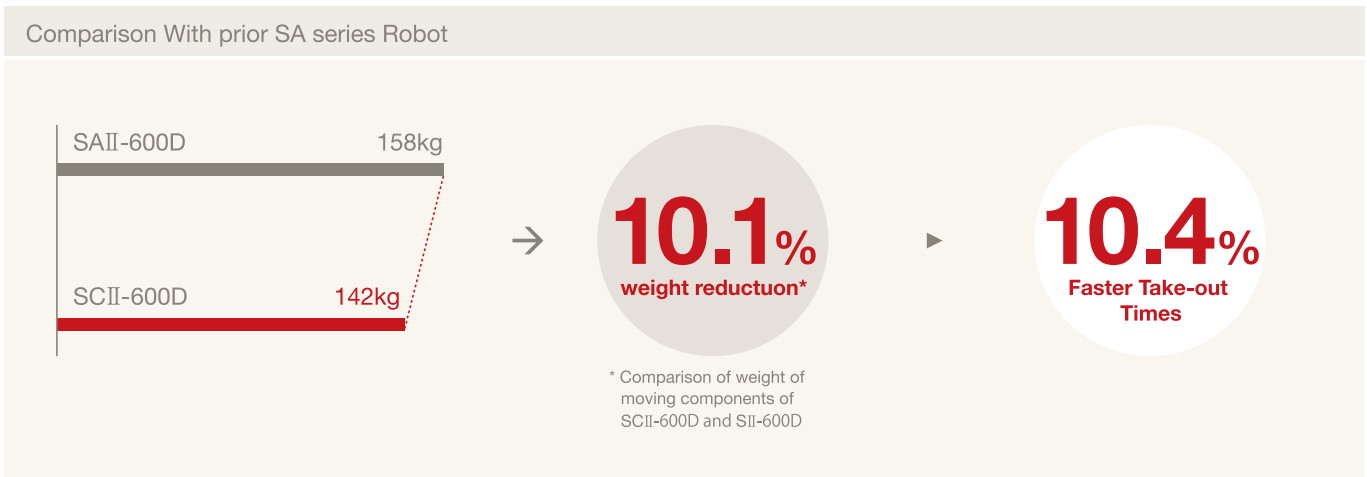 Comparison With prior SA series Robot
SAⅡ-600D 158kg
SCⅡ-600D 142kg
10.1%
weight reductuon*
* Comparison of weight of
moving components of
SCⅡ-600D and SⅡ-600D
10.4%
Faster Take-out
Times